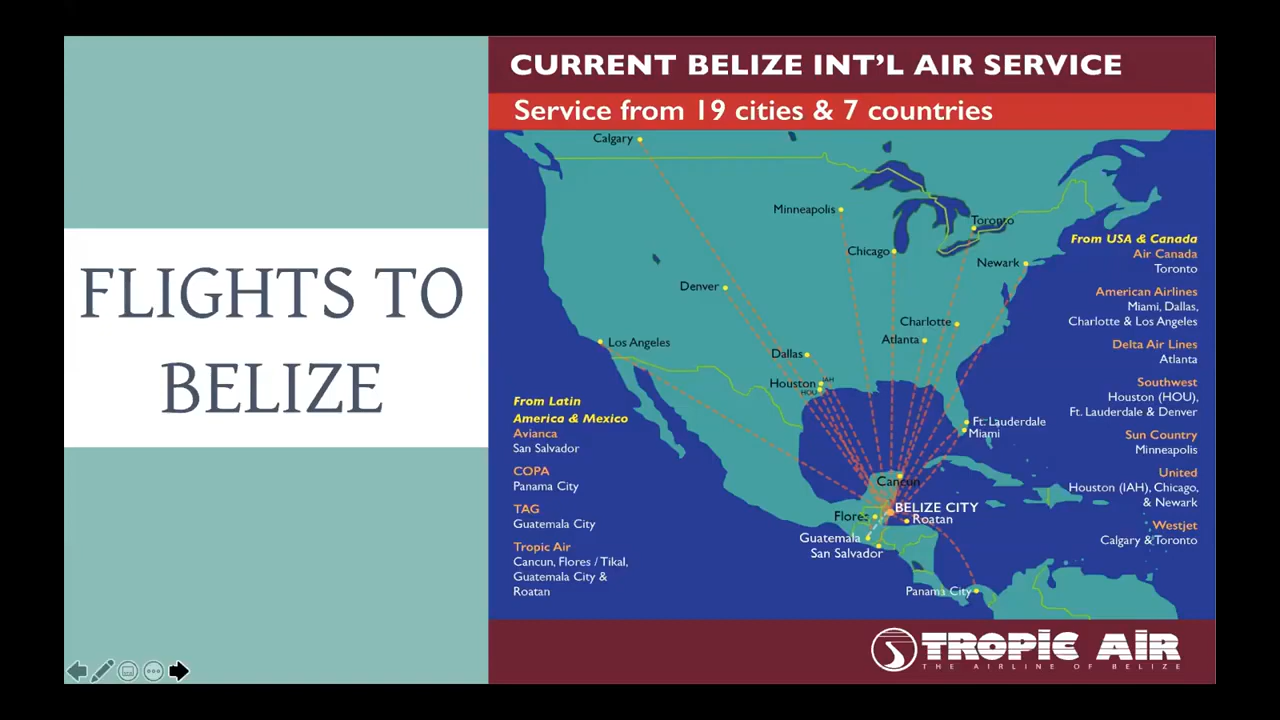 FLIGHTS TO
BELIZE
CURRENT BELIZE INT'L AIR SERVICE
Service from 19 cities & 7 countries
Calgary
Minneapolis
Toronto
Chicago
Newark
Denver
Charlotte
Atlanta
Los Angeles
Dallas
Houston
IAH
HOU
Ft. Lauderdale
Miami
Cancun
BELIZE CITY
Flores
Roatan
Guatemala
San Salvador
Panama City
From Latin
America & Mexico
Avianca
San Salvador
COPA
Panama City
TAG
Guatemala City
Tropic Air
Cancun, Flores / Tikal,
Guatemala City &
Roatan
From USA & Canada
Air Canada
Toronto
American Airlines
Miami, Dallas,
Charlotte & Los Angeles
Delta Air Lines
Atlanta
Southwest
Houston (HOU),
Ft. Lauderdale & Denver
Sun Country
Minneapolis
United
Houston (IAH), Chicago,
& Newark
Westjet
Calgary & Toronto
TROPIC AIR
THE AIRLINE OF BELIZE